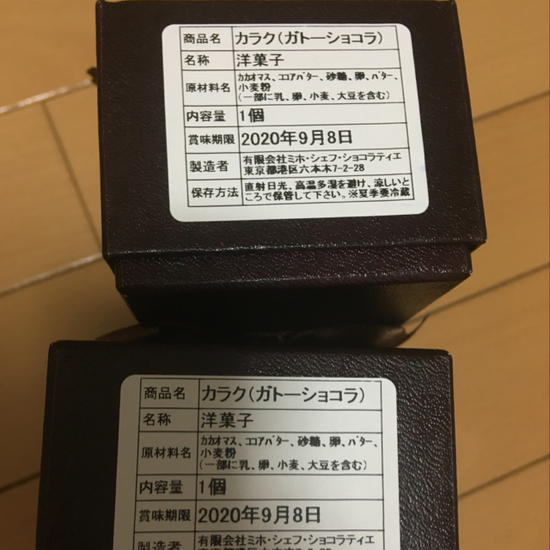 商品名 カラク(ガトーショコラ)
名称 洋菓子
原材料名 カカオマス、ココアバター、砂糖、卵、バター、
小麦粉
(一部に乳、卵、小麦、大豆を含む)
内容量 1個
賞味期限 2020年9月8日
製造者 有限会社ミホ・シェフ・ショコラティエ
東京都港区六本木7-2-28
保存方法 直射日光、高温多湿を避け、涼しいと
ころで保管して下さい。※夏季要冷蔵
商品名 カラク(ガトーショコラ)
名称 洋菓子
原材料名 カカオマス、ココアバター、砂糖、卵、バター、
小麦粉
(一部に乳、卵、小麦、大豆を含む)
内容量 1個
賞味期限 2020年9月8日
製造者 有限会社ミホ・シェフ・ショコラティエ